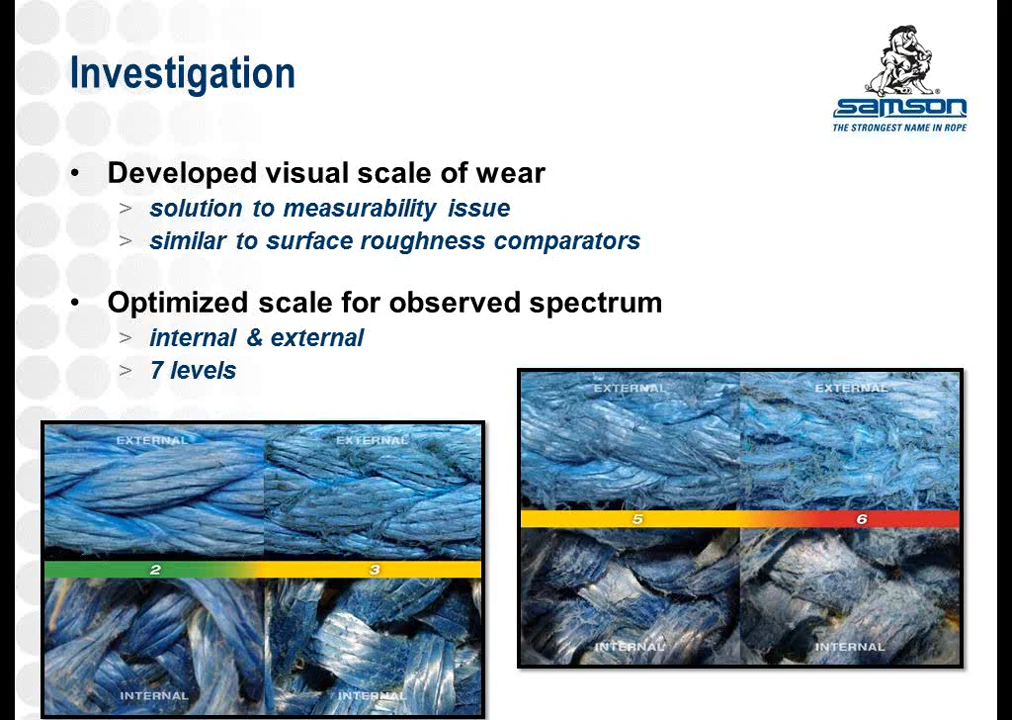 Investigation
SAMSON
THE STRONGEST NAME IN ROPE
• Developed visual scale of wear
> solution to measurability issue
> similar to surface roughness comparators
• Optimized scale for observed spectrum
> internal & external
> 7 levels
EXTERNAL EXTERNAL
2 3
INTERNAL INTERNAL
EXTERNAL EXTERNAL
5 6
INTERNAL INTERNAL